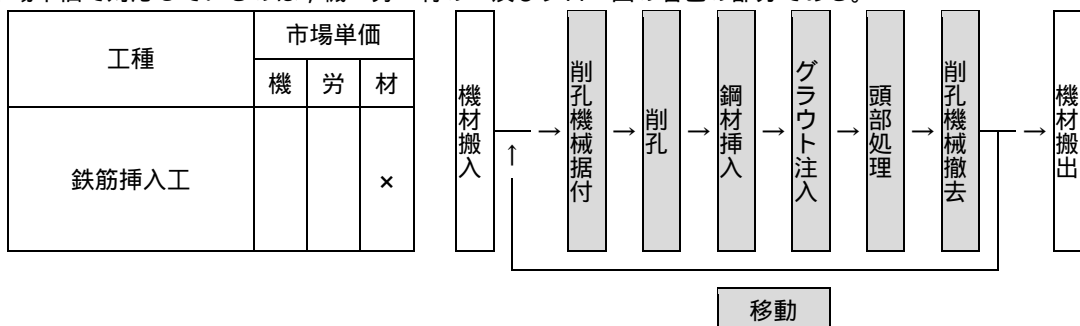 工種
市場単価
機 労 材
鉄筋挿入工
×
機材搬入
→
↑
削孔機械据付
→
削孔
→
鋼材挿入
→
グラウト注入
→
頭部処理
→
削孔機械撤去
→
機材搬出
移動